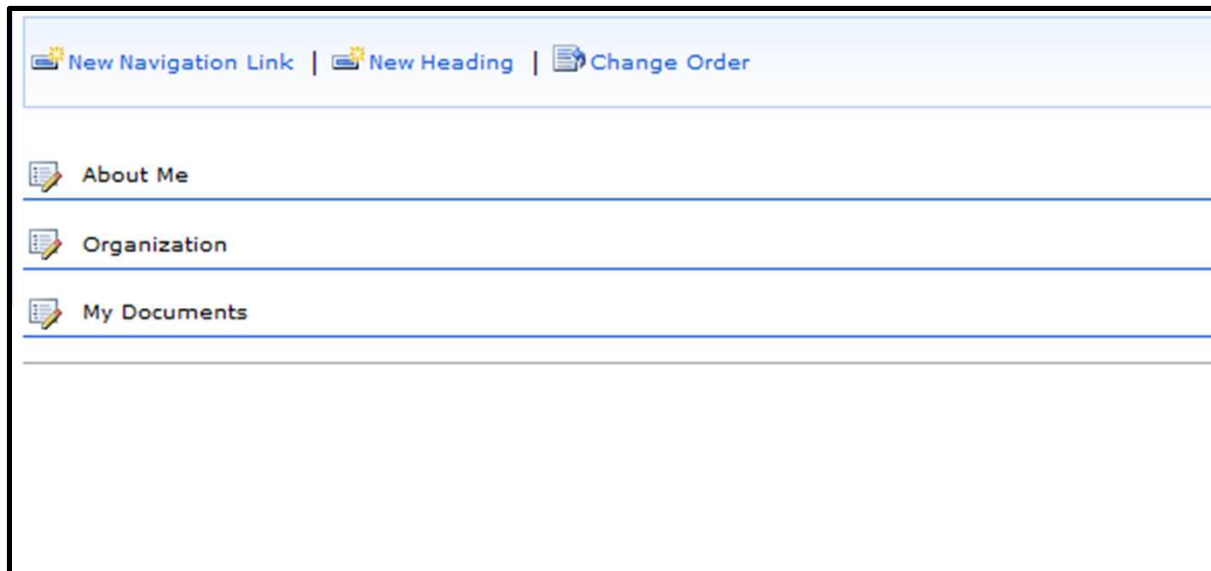 New Navigation Link | New Heading | Change Order
About Me
Organization
My Documents